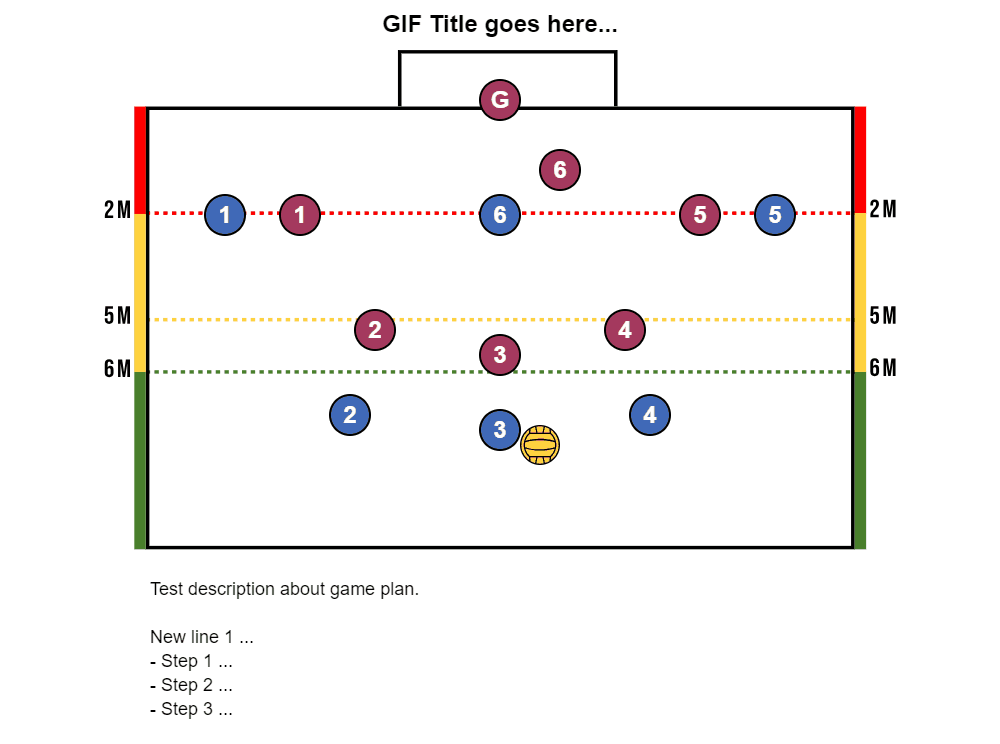 GIF Title goes here...
G
6
2M 1 1 6 5 5 2M
5M 5M
2 4
3
6M 6M
2 4
3
Test description about game plan.
New line 1 ...
- Step 1 ...
- Step 2 ...
- Step 3 ...